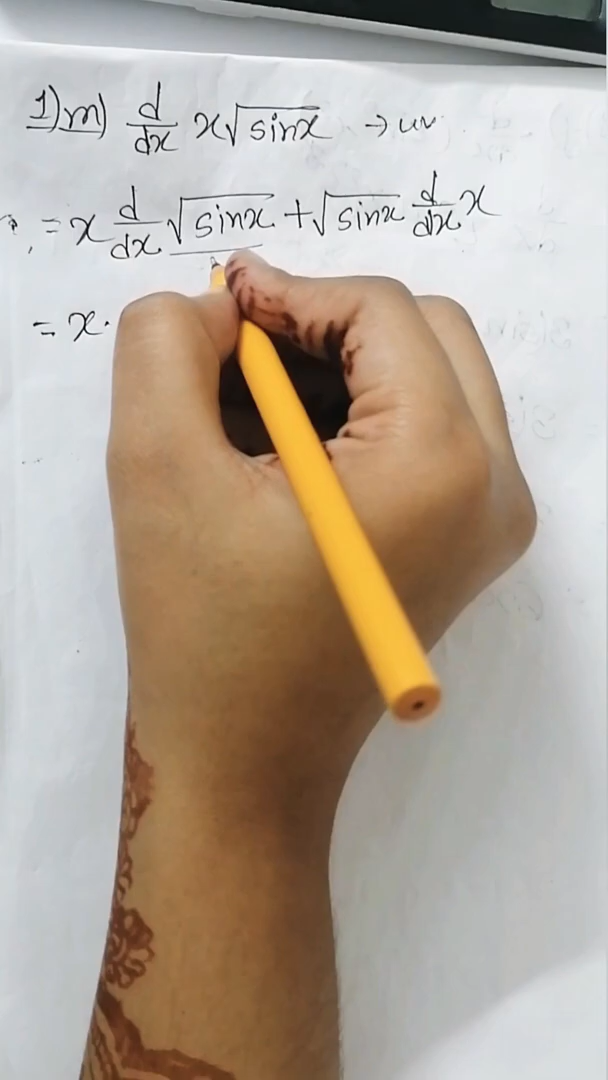 1) m) d/dx x√sinx → uv
= x d/dx √sinx + √sinx d/dx x
= x.